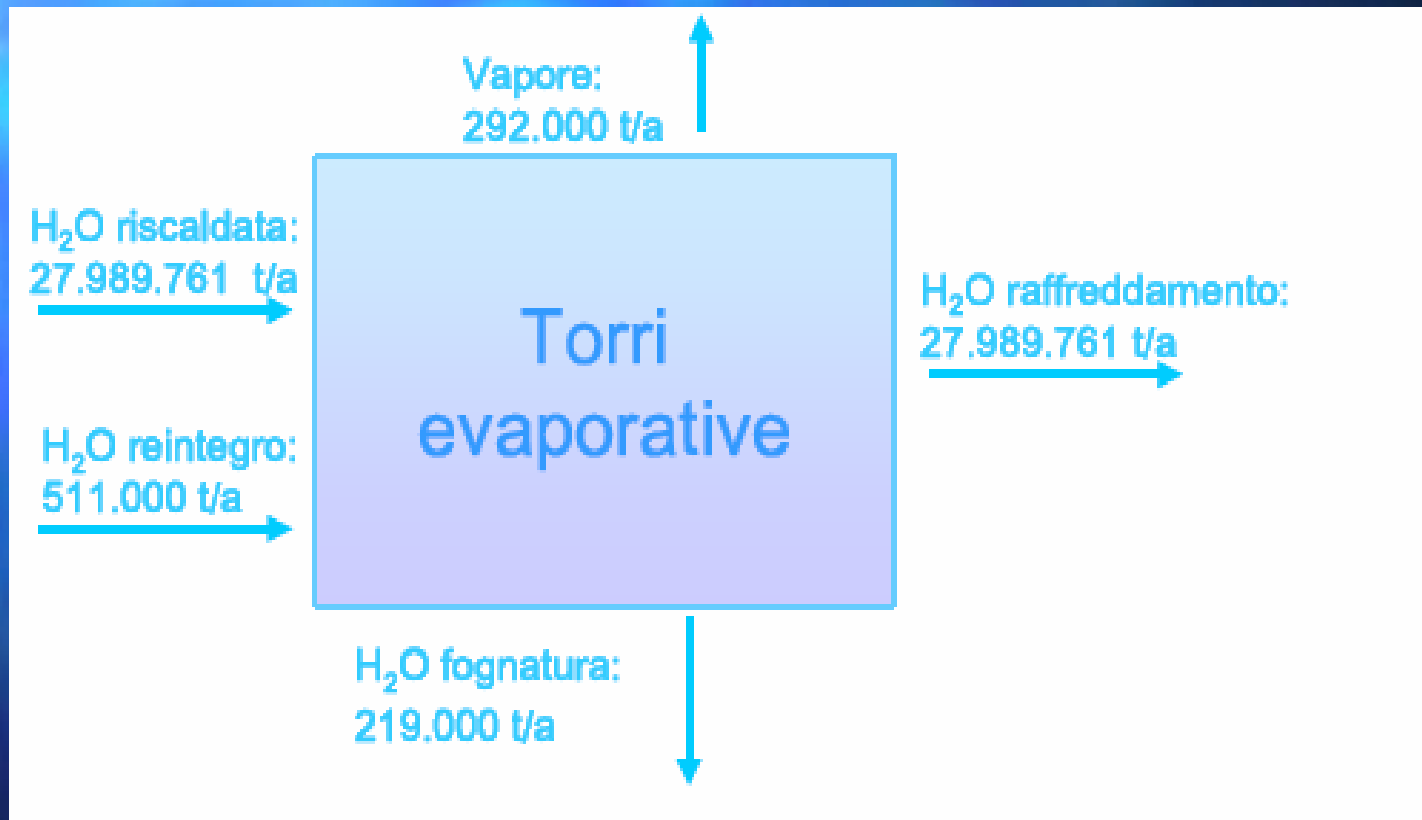 Vapore:
292.000 t/a
H₂O riscaldata:
27.989.761 t/a
H₂O raffreddamento:
27.989.761 t/a
Torri
evaporative
H₂O reintegro:
511.000 t/a
H₂O fognatura:
219.000 t/a